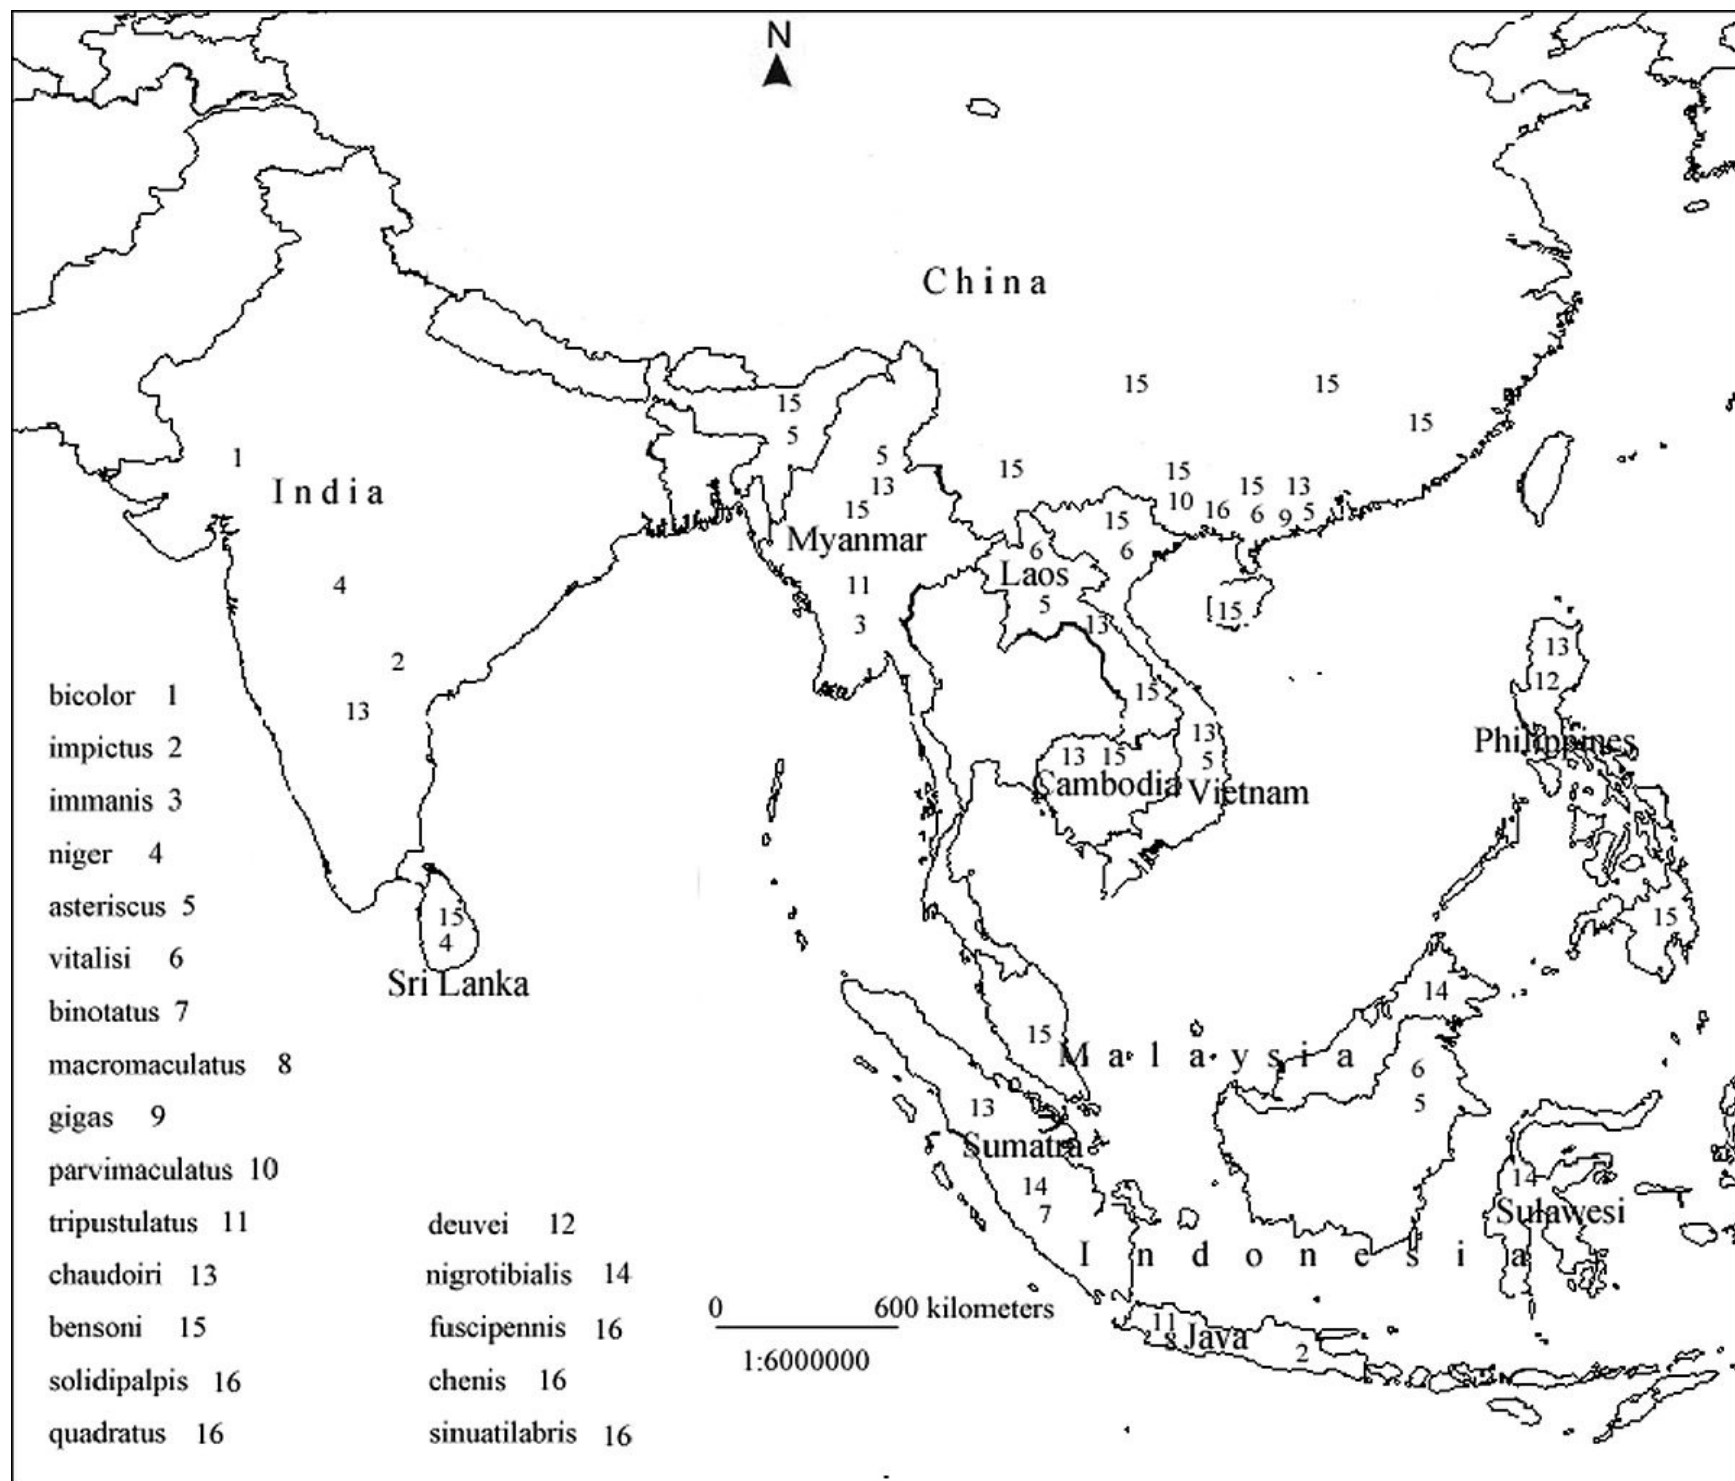 N
China
15 15
15
15
5
1
5
15
15
India
13
15
13
10
16
15
6
9
5
15
15
Myanmar
6
6
Laos
4
11
5
15
3
13
13
2
12
15
bicolor 1
13
13
Philippines
impictus 2
13 15
5
Cambodia
Vietnam
immanis 3
niger 4
asteriscus 5
15
15
4
vitalisi 6
Sri Lanka
14
binotatus 7
15
Malaysia
macromaculatus 8
6
5
gigas 9
13
Sumatra
parvimaculatus 10
14
14
7
Sulawesi
tripustulatus 11
deuvei 12
Indonesia
chaudoiri 13
nigrotibialis 14
0 600 kilometers
11
bensoni 15
fuscipennis 16
8 Java
2
1:6000000
solidipalpis 16
chenis 16
quadratus 16
sinuatilabris 16